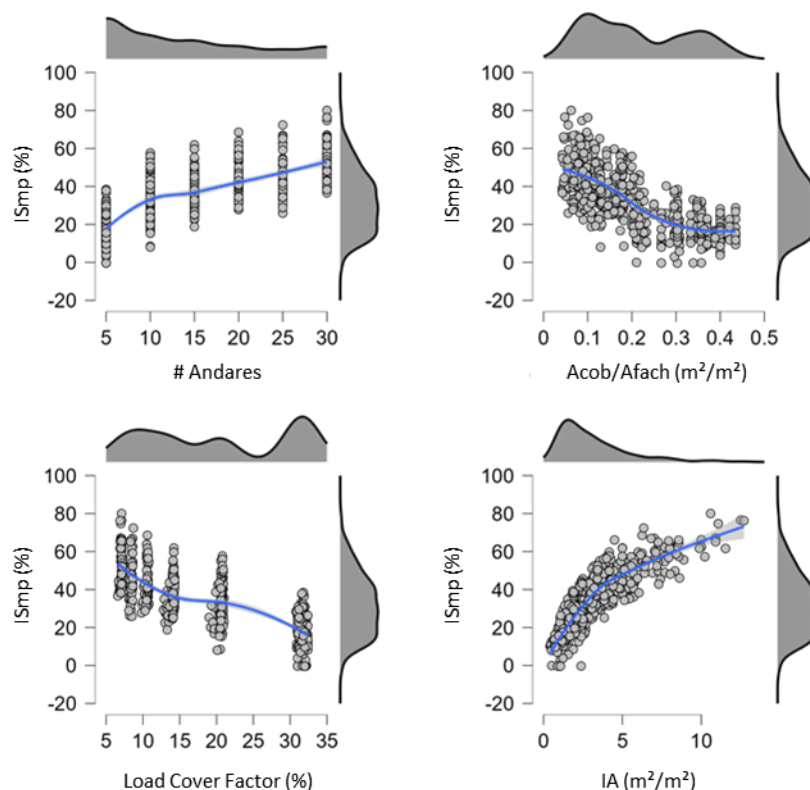 100
80
60
40
20
0
-20
ISmp (%)
5 10 15 20 25 30
# Andares
100
80
60
40
20
0
-20
ISmp (%)
0 0.1 0.2 0.3 0.4 0.5
Acob/Afach (m²/m²)
100
80
60
40
20
0
-20
ISmp (%)
5 10 15 20 25 30 35
Load Cover Factor (%)
100
80
60
40
20
0
-20
ISmp (%)
0 5 10
IA (m²/m²)